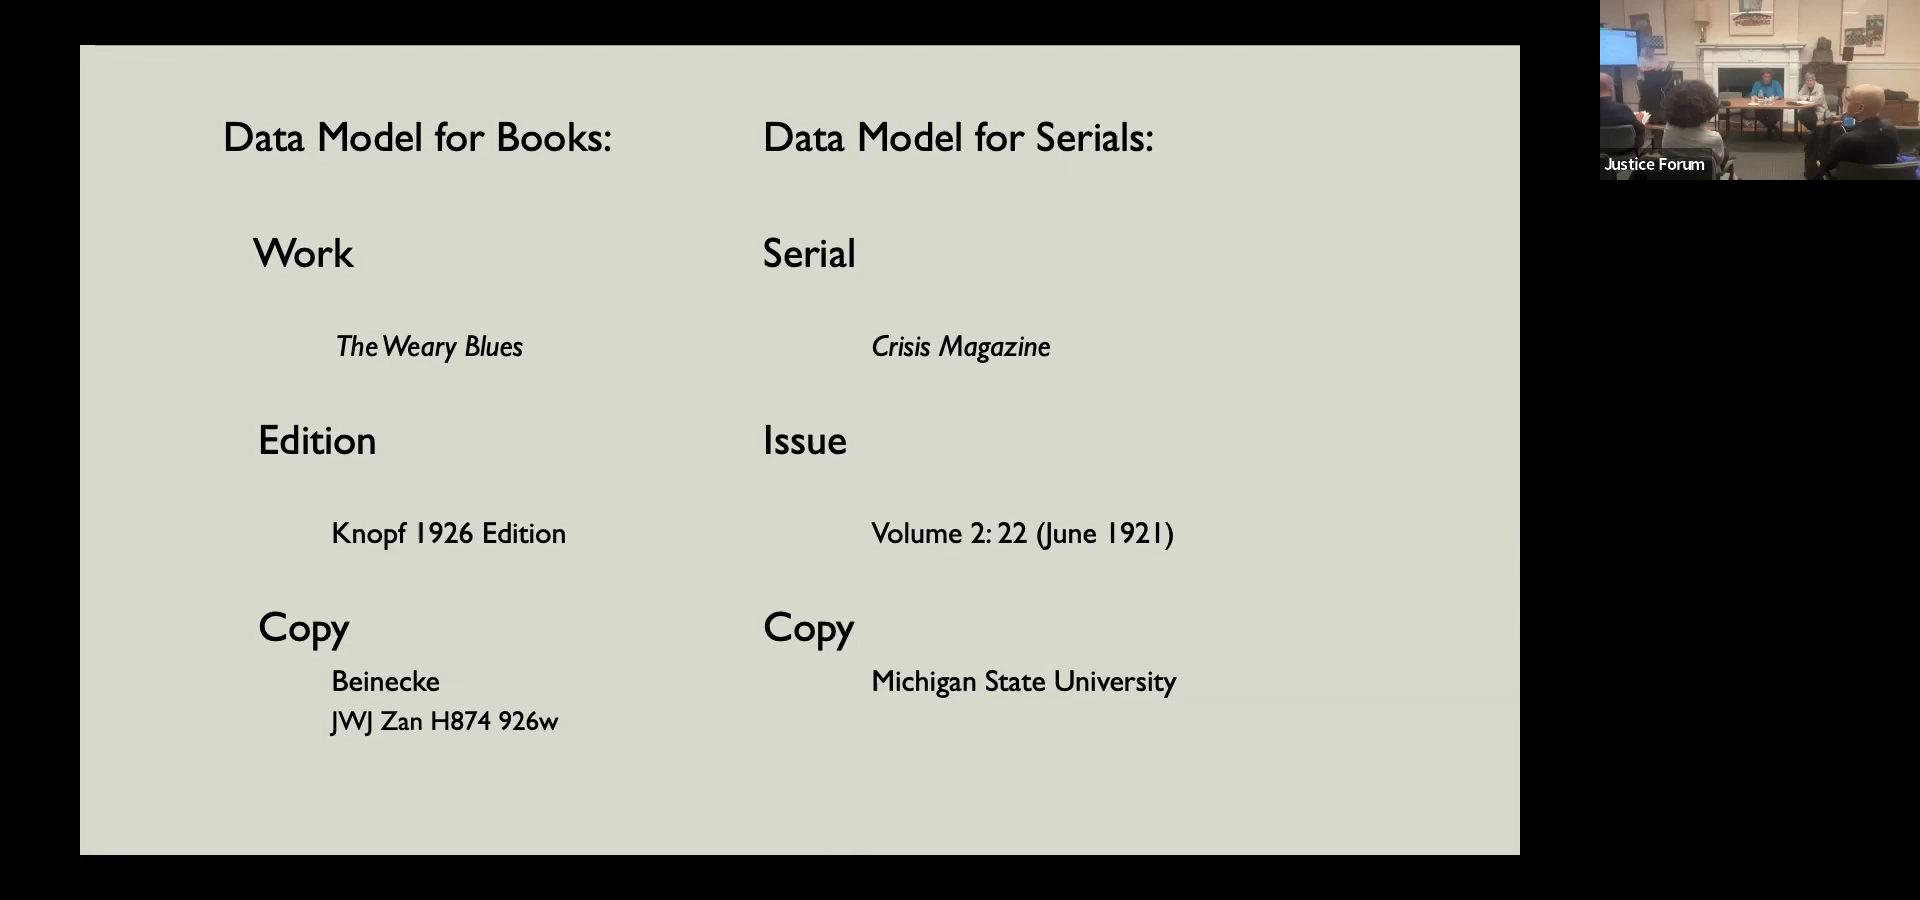 Data Model for Books:
Work
The Weary Blues
Edition
Knopf 1926 Edition
Copy
Beinecke
JWJ Zan H874 926w
Data Model for Serials:
Serial
Crisis Magazine
Issue
Volume 2: 22 (June 1921)
Copy
Michigan State University
Justice Forum